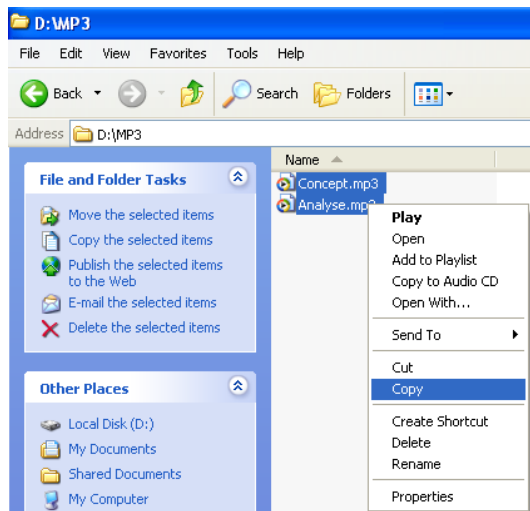 D:\MP3
File Edit View Favorites Tools Help
Back Search Folders
Address D:\MP3
File and Folder Tasks
Move the selected items
Copy the selected items
Publish the selected items
to the Web
E-mail the selected items
Delete the selected items
Other Places
Local Disk (D:)
My Documents
Shared Documents
My Computer
Name
Concept.mp3
Analyse.mp3
Play
Open
Add to Playlist
Copy to Audio CD
Open With...
Send To
Cut
Copy
Create Shortcut
Delete
Rename
Properties